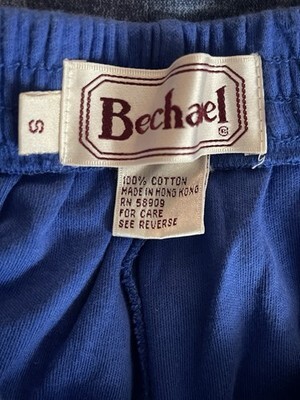 Bechael
®
S
100% COTTON
MADE IN HONG KONG
RN 58909
FOR CARE
SEE REVERSE